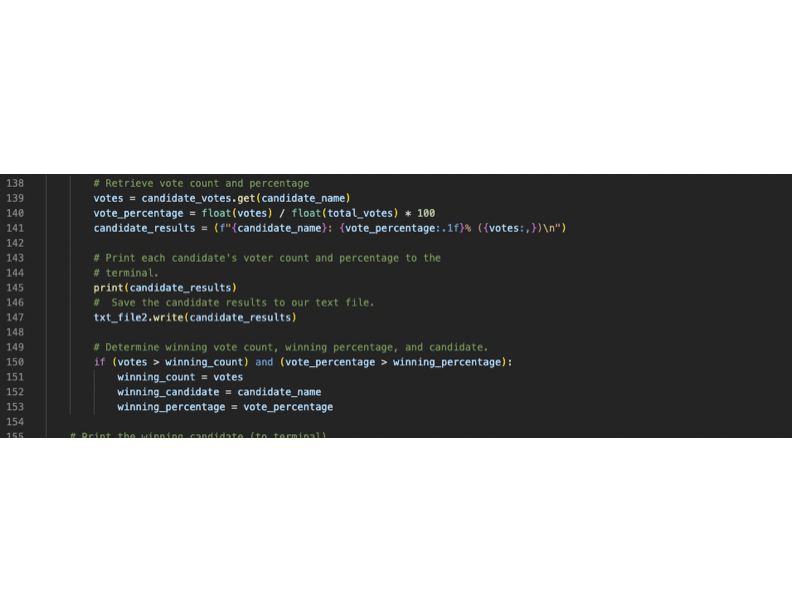 138 # Retrieve vote count and percentage
139 votes = candidate_votes.get(candidate_name)
140 vote_percentage = float(votes) / float(total_votes) * 100
141 candidate_results = (f"{candidate_name}: {vote_percentage:.1f}% ({votes:,})\n")
142
143 # Print each candidate's voter count and percentage to the
144 # terminal.
145 print(candidate_results)
146 #  Save the candidate results to our text file.
147 txt_file2.write(candidate_results)
148
149 # Determine winning vote count, winning percentage, and candidate.
150 if (votes > winning_count) and (vote_percentage > winning_percentage):
151 winning_count = votes
152 winning_candidate = candidate_name
153 winning_percentage = vote_percentage
154
155 # Print the winning candidate (to terminal)